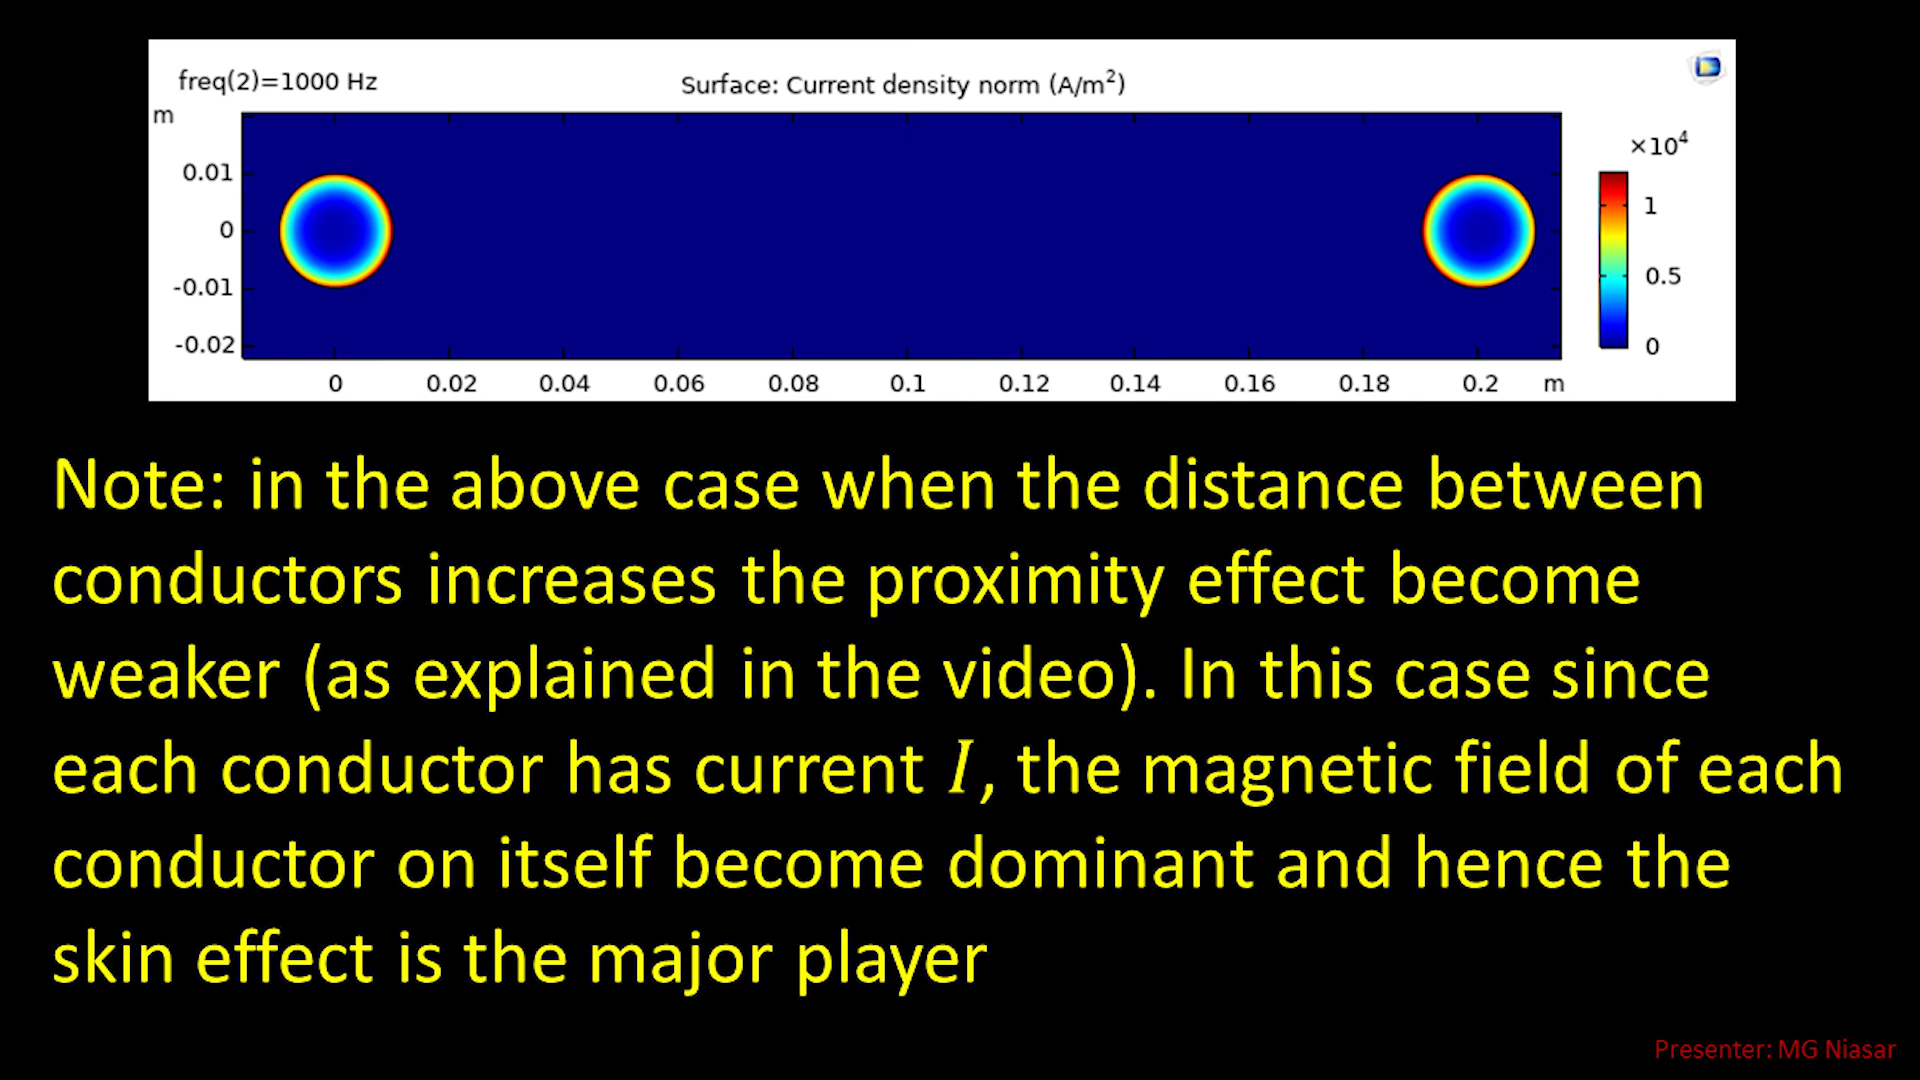 freq(2)=1000 Hz
Surface: Current density norm (A/m²)
m
0.01
0
-0.01
-0.02
0 0.02 0.04 0.06 0.08 0.1 0.12 0.14 0.16 0.18 0.2 m
×10⁴
1
0.5
0
Note: in the above case when the distance between
conductors increases the proximity effect become
weaker (as explained in the video). In this case since
each conductor has current I, the magnetic field of each
conductor on itself become dominant and hence the
skin effect is the major player
Presenter: MG Niasar